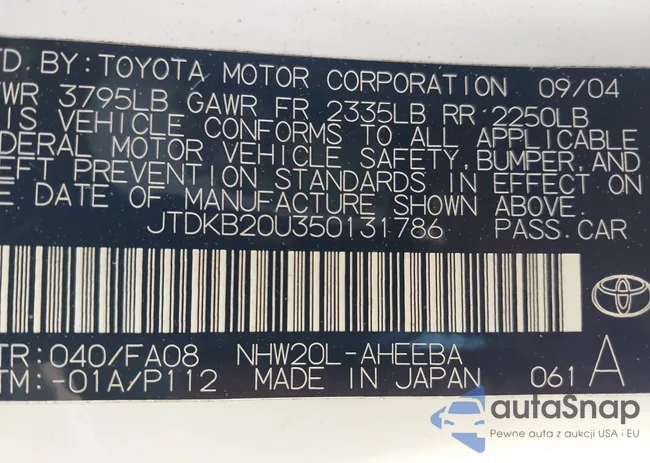 D. BY: TOYOTA MOTOR CORPORATION 09/04
WR 3795LB GAWR FR 2335LB RR 2250LB
IS VEHICLE CONFORMS TO ALL APPLICABLE
DERAL MOTOR VEHICLE SAFETY, BUMPER, AND
EFT PREVENTION STANDARDS IN EFFECT ON
E DATE OF MANUFACTURE SHOWN ABOVE.
JTDKB20U350131786 PASS. CAR
TR: 040/FA08 NHW20L-AHEEBA
TM: -01A/P112 MADE IN JAPAN 061 A
autaSnap
Pewne auta z aukcji USA i EU